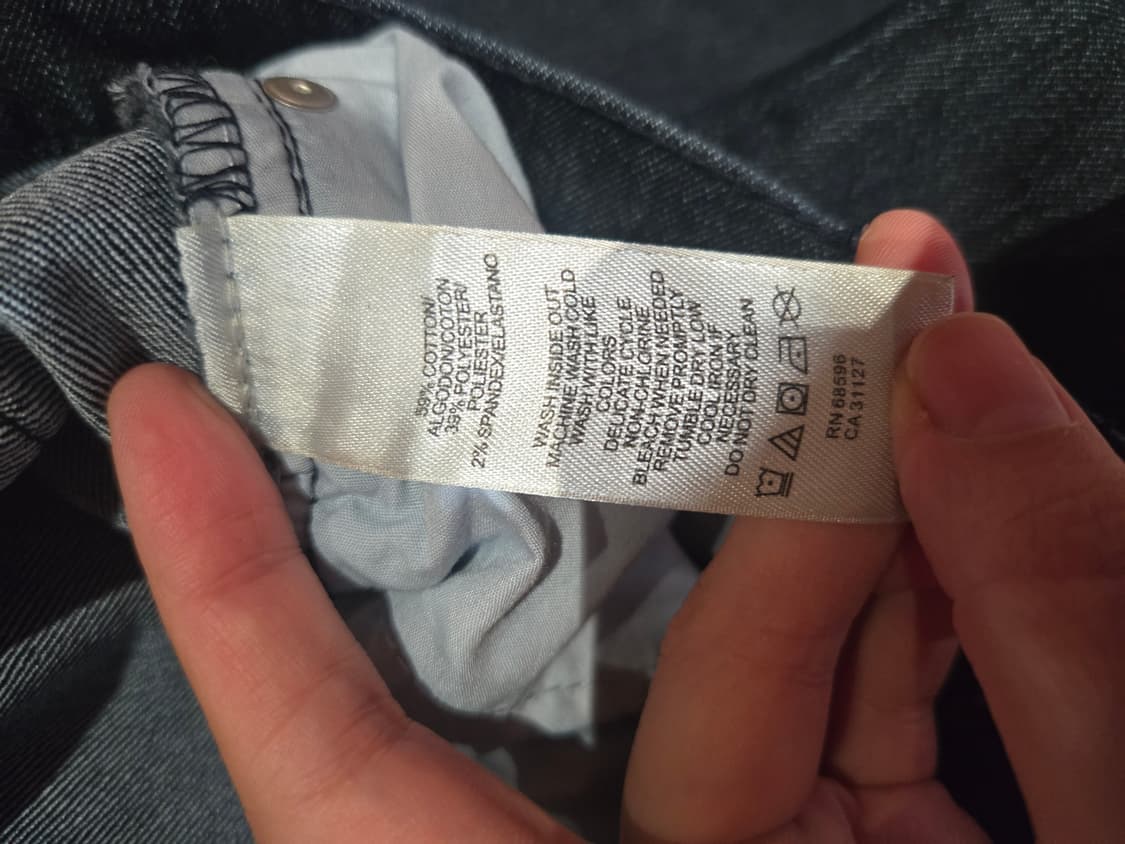 59% COTTON/
ALGODON/COTON
39% POLYESTER/
POLIESTER
2% SPANDEX/ELASTANO
WASH INSIDE OUT
MACHINE WASH COLD
WASH WITH LIKE
COLORS
DELICATE CYCLE
NON-CHLORINE
BLEACH WHEN NEEDED
REMOVE PROMPTLY
TUMBLE DRY LOW
COOL IRON IF
NECESSARY
DO NOT DRY CLEAN
RN 68596
CA 31127